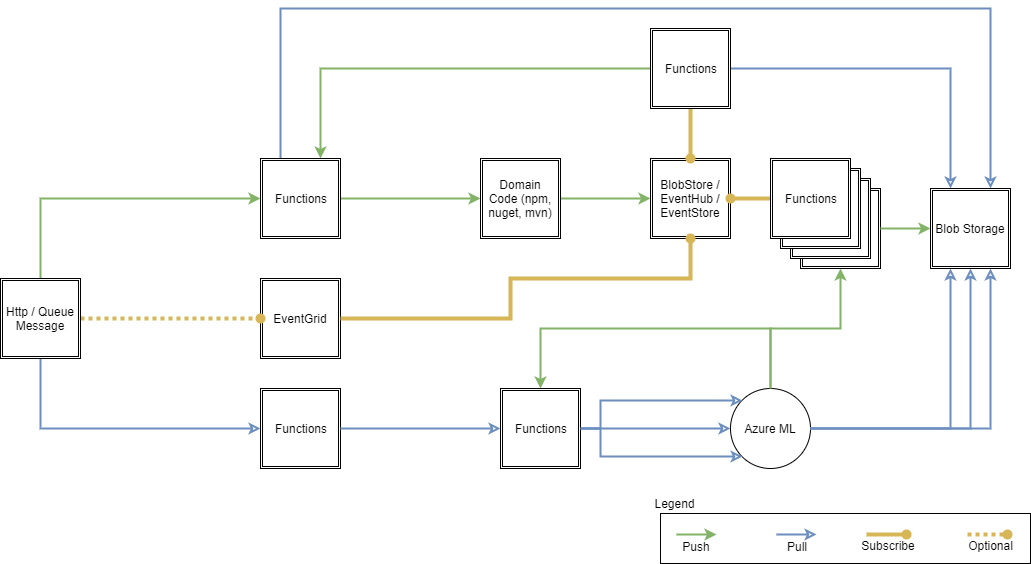 Functions
Functions
Domain
Code (npm,
nuget, mvn)
BlobStore /
EventHub /
EventStore
Functions
Blob Storage
Http / Queue
Message
EventGrid
Functions
Functions
Azure ML
Legend
Push
Pull
Subscribe
Optional